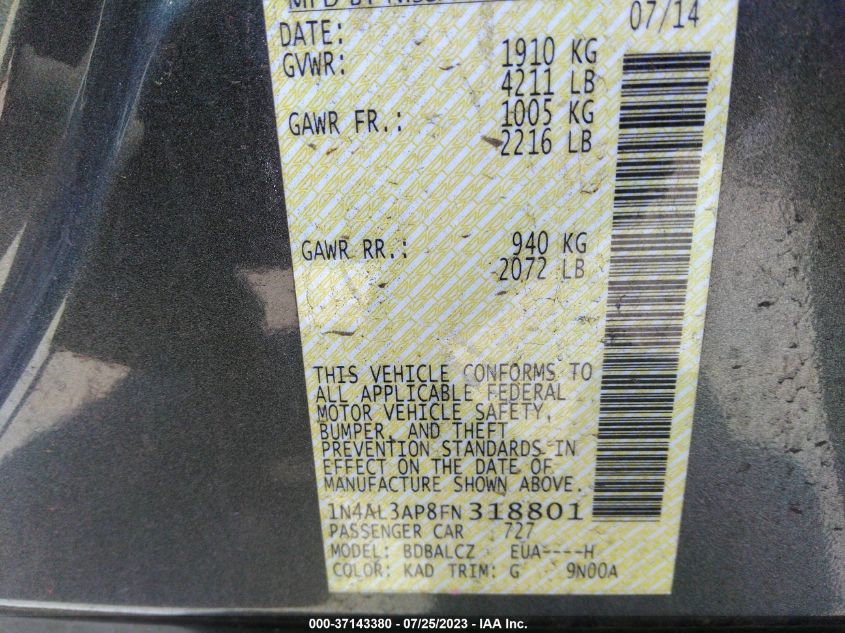 MFD BY NISSAN
07/14
DATE:
GVWR: 1910 KG
4211 LB
GAWR FR.: 1005 KG
2216 LB
GAWR RR.: 940 KG
2072 LB
THIS VEHICLE CONFORMS TO
ALL APPLICABLE FEDERAL
MOTOR VEHICLE SAFETY,
BUMPER, AND THEFT
PREVENTION STANDARDS IN
EFFECT ON THE DATE OF
MANUFACTURE SHOWN ABOVE.
1N4AL3AP8FN318801
PASSENGER CAR 727
MODEL: BDBALCZ EUA----H
COLOR: KAD TRIM: G 9N00A
000-37143380 - 07/25/2023 - IAA Inc.